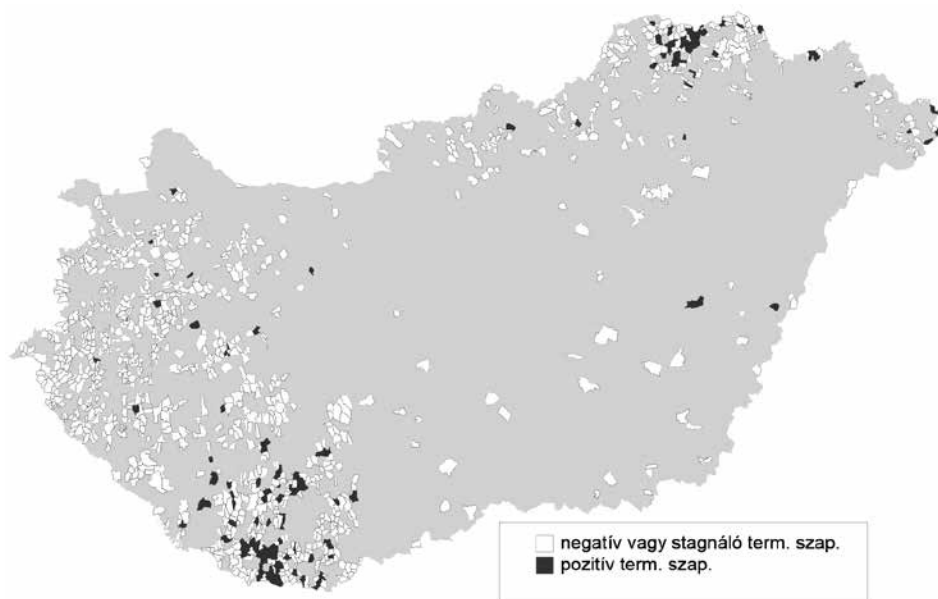 negatív vagy stagnáló term. szap.
pozitív term. szap.